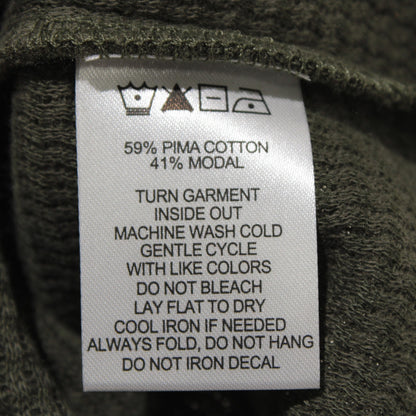 59% PIMA COTTON
41% MODAL
TURN GARMENT
INSIDE OUT
MACHINE WASH COLD
GENTLE CYCLE
WITH LIKE COLORS
DO NOT BLEACH
LAY FLAT TO DRY
COOL IRON IF NEEDED
ALWAYS FOLD, DO NOT HANG
DO NOT IRON DECAL